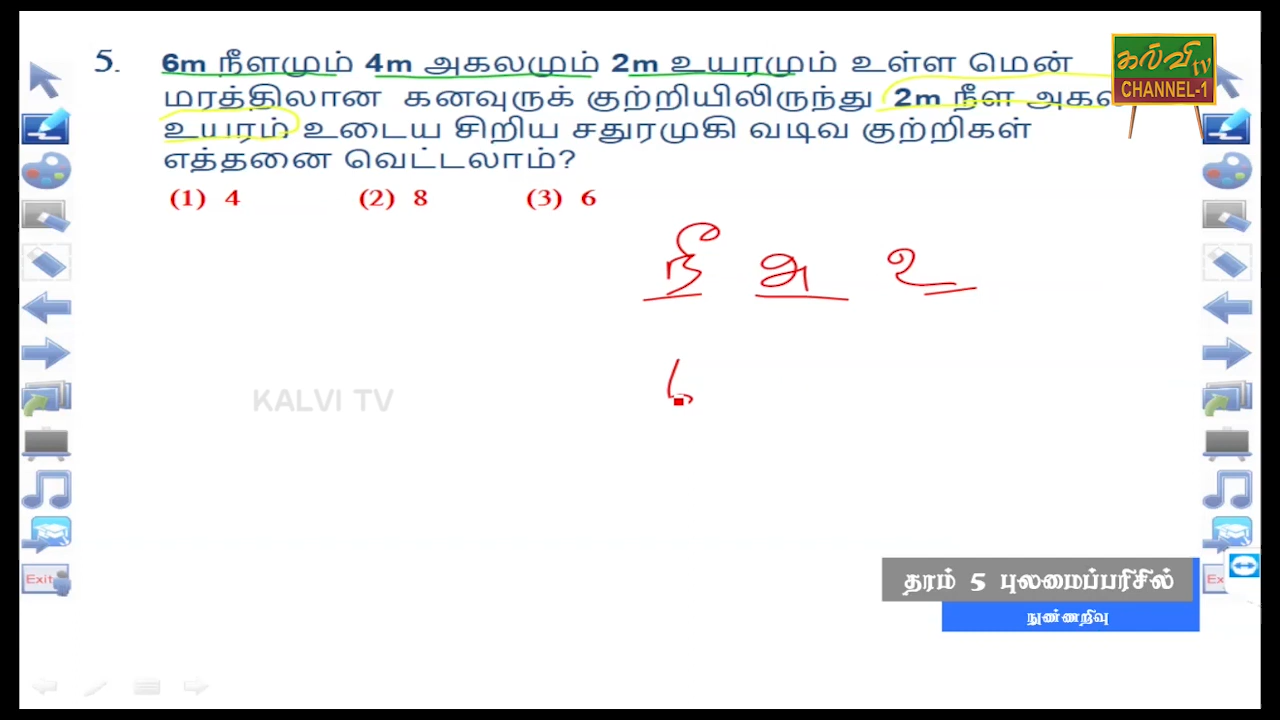 5. 6m நீளமும் 4m அகலமும் 2m உயரமும் உள்ள மென்
மரத்திலான கனவுருக் குற்றியிலிருந்து 2m நீள அகல
உயரம் உடைய சிறிய சதுரமுகி வடிவ குற்றிகள்
எத்தனை வெட்டலாம்?
(1) 4 (2) 8 (3) 6
நீ அ உ
KALVI TV
கல்வி tv
CHANNEL-1
Exit
தரம் 5 புலமைப்பரிசில்
நுண்ணறிவு